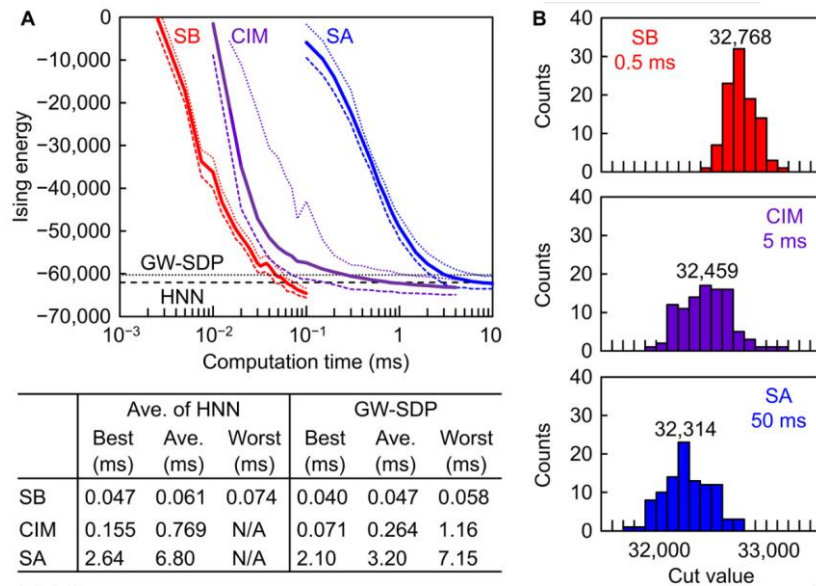 A
SB
CIM
SA
Ising energy
0
−10,000
−20,000
−30,000
−40,000
−50,000
−60,000
−70,000
GW-SDP
HNN
10⁻³
10⁻²
10⁻¹
1
10
Computation time (ms)
Ave. of HNN GW-SDP
Best Ave. Worst Best Ave. Worst
(ms) (ms) (ms) (ms) (ms) (ms)
SB 0.047 0.061 0.074 0.040 0.047 0.058
CIM 0.155 0.769 N/A 0.071 0.264 1.16
SA 2.64 6.80 N/A 2.10 3.20 7.15
B
40
30
20
10
0
Counts
SB
0.5 ms
32,768
40
30
20
10
0
Counts
CIM
5 ms
32,459
40
30
20
10
0
Counts
SA
50 ms
32,314
32,000 33,000
Cut value